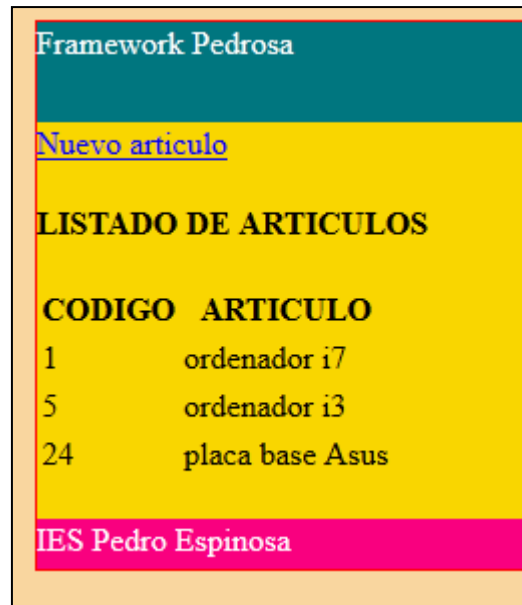 Framework Pedrosa
Nuevo articulo
LISTADO DE ARTICULOS
CODIGO ARTICULO
1 ordenador i7
5 ordenador i3
24 placa base Asus
IES Pedro Espinosa